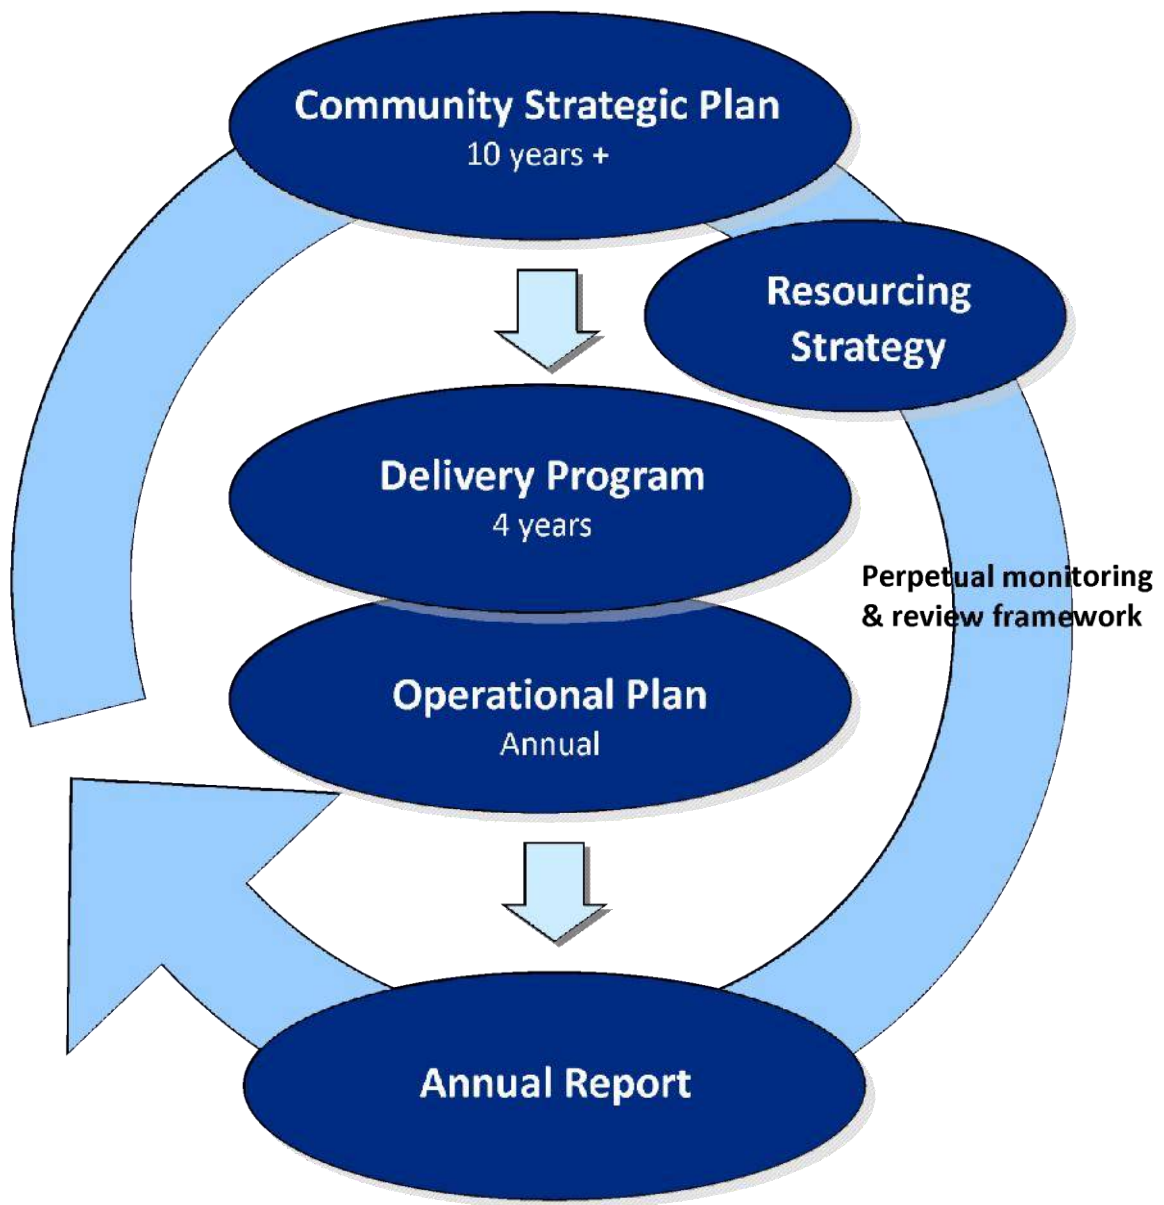 Community Strategic Plan
10 years +
Resourcing
Strategy
Delivery Program
4 years
Perpetual monitoring
& review framework
Operational Plan
Annual
Annual Report